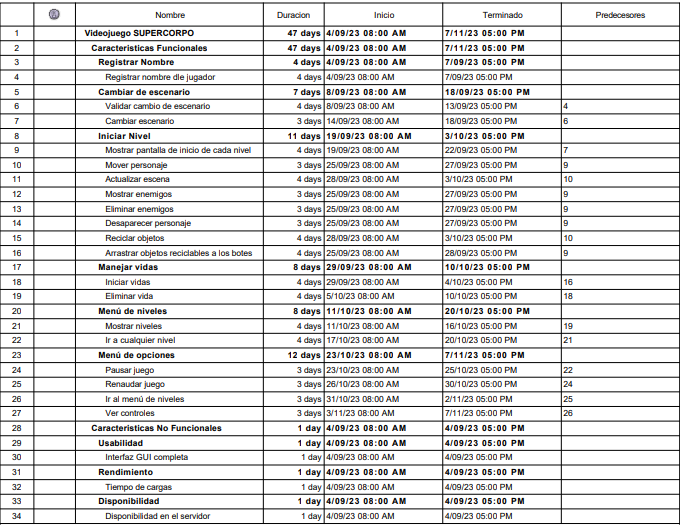 Nombre Duracion Inicio Terminado Predecesores
1 Videojuego SUPERCORPO 47 days 4/09/23 08:00 AM 7/11/23 05:00 PM
2 Caracteristicas Funcionales 47 days 4/09/23 08:00 AM 7/11/23 05:00 PM
3 Registrar Nombre 4 days 4/09/23 08:00 AM 7/09/23 05:00 PM
4 Registrar nombre dle jugador 4 days 4/09/23 08:00 AM 7/09/23 05:00 PM
5 Cambiar de escenario 7 days 8/09/23 08:00 AM 18/09/23 05:00 PM
6 Validar cambio de escenario 4 days 8/09/23 08:00 AM 13/09/23 05:00 PM 4
7 Cambiar escenario 3 days 14/09/23 08:00 AM 18/09/23 05:00 PM 6
8 Iniciar Nivel 11 days 19/09/23 08:00 AM 3/10/23 05:00 PM
9 Mostrar pantalla de inicio de cada nivel 4 days 19/09/23 08:00 AM 22/09/23 05:00 PM 7
10 Mover personaje 3 days 25/09/23 08:00 AM 27/09/23 05:00 PM 9
11 Actualizar escena 4 days 28/09/23 08:00 AM 3/10/23 05:00 PM 10
12 Mostrar enemigos 3 days 25/09/23 08:00 AM 27/09/23 05:00 PM 9
13 Eliminar enemigos 3 days 25/09/23 08:00 AM 27/09/23 05:00 PM 9
14 Desaparecer personaje 3 days 25/09/23 08:00 AM 27/09/23 05:00 PM 9
15 Reciclar objetos 4 days 28/09/23 08:00 AM 3/10/23 05:00 PM 10
16 Arrastrar objetos reciclables a los botes 4 days 25/09/23 08:00 AM 28/09/23 05:00 PM 9
17 Manejar vidas 8 days 29/09/23 08:00 AM 10/10/23 05:00 PM
18 Iniciar vidas 4 days 29/09/23 08:00 AM 4/10/23 05:00 PM 16
19 Eliminar vida 4 days 5/10/23 08:00 AM 10/10/23 05:00 PM 18
20 Menú de niveles 8 days 11/10/23 08:00 AM 20/10/23 05:00 PM
21 Mostrar niveles 4 days 11/10/23 08:00 AM 16/10/23 05:00 PM 19
22 Ir a cualquier nivel 4 days 17/10/23 08:00 AM 20/10/23 05:00 PM 21
23 Menú de opciones 12 days 23/10/23 08:00 AM 7/11/23 05:00 PM
24 Pausar juego 3 days 23/10/23 08:00 AM 25/10/23 05:00 PM 22
25 Renaudar juego 3 days 26/10/23 08:00 AM 30/10/23 05:00 PM 24
26 Ir al menú de niveles 3 days 31/10/23 08:00 AM 2/11/23 05:00 PM 25
27 Ver controles 3 days 3/11/23 08:00 AM 7/11/23 05:00 PM 26
28 Caracteristicas No Funcionales 1 day 4/09/23 08:00 AM 4/09/23 05:00 PM
29 Usabilidad 1 day 4/09/23 08:00 AM 4/09/23 05:00 PM
30 Interfaz GUI completa 1 day 4/09/23 08:00 AM 4/09/23 05:00 PM
31 Rendimiento 1 day 4/09/23 08:00 AM 4/09/23 05:00 PM
32 Tiempo de cargas 1 day 4/09/23 08:00 AM 4/09/23 05:00 PM
33 Disponibilidad 1 day 4/09/23 08:00 AM 4/09/23 05:00 PM
34 Disponibilidad en el servidor 1 day 4/09/23 08:00 AM 4/09/23 05:00 PM